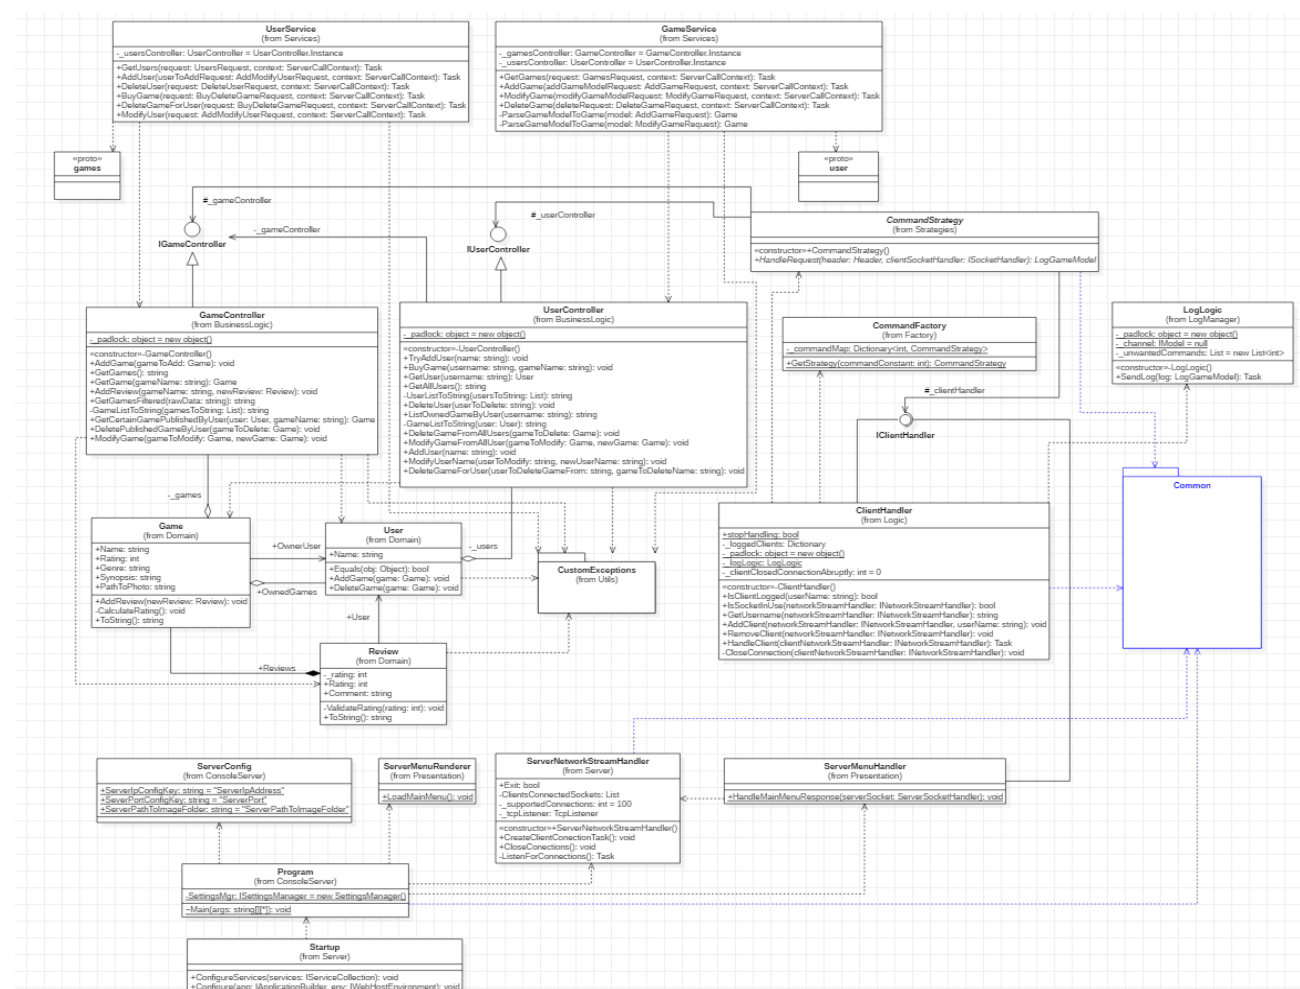 UserService
(from Services)
-_usersController: UserController = UserController.Instance
+GetUsers(request: UsersRequest, context: ServerCallContext): Task
+AddUser(userToAddRequest: AddModifyUserRequest, context: ServerCallContext): Task
+DeleteUser(request: DeleteUserRequest, context: ServerCallContext): Task
+BuyGame(request: BuyDeleteGameRequest, context: ServerCallContext): Task
+DeleteGameForUser(request: BuyDeleteGameRequest, context: ServerCallContext): Task
+ModifyUser(request: AddModifyUserRequest, context: ServerCallContext): Task
GameService
(from Services)
-_gamesController: GameController = GameController.Instance
-_usersController: UserController = UserController.Instance
+GetGames(request: GamesRequest, context: ServerCallContext): Task
+AddGame(addGameModelRequest: AddGameRequest, context: ServerCallContext): Task
+ModifyGame(modifyGameModelRequest: ModifyGameRequest, context: ServerCallContext): Task
+DeleteGame(deleteRequest: DeleteGameRequest, context: ServerCallContext): Task
-ParseGameModelToGame(model: AddGameRequest): Game
-ParseGameModelToGame(model: ModifyGameRequest): Game
«proto»
games
«proto»
user
#_gameController
#_userController
-_gameController
IGameController
IUserController
CommandStrategy
(from Strategies)
«constructor»+CommandStrategy()
+HandleRequest(header: Header, clientSocketHandler: ISocketHandler): LogGameModel
GameController
(from BusinessLogic)
-_padlock: object = new object()
«constructor»-GameController()
+AddGame(gameToAdd: Game): void
+GetGames(): string
+GetGame(gameName: string): Game
+AddReview(gameName: string, newReview: Review): void
+GetGamesFiltered(rawData: string): string
-GameListToString(gamesToString: List): string
+GetCertainGamePublishedByUser(user: User, gameName: string): Game
+DeletePublishedGameByUser(gameToDelete: Game): void
+ModifyGame(gameToModify: Game, newGame: Game): void
UserController
(from BusinessLogic)
-_padlock: object = new object()
«constructor»-UserController()
+TryAddUser(name: string): void
+BuyGame(username: string, gameName: string): void
+GetUser(username: string): User
+GetAllUsers(): string
-UserListToString(usersToString: List): string
+DeleteUser(userToDelete: string): void
+ListOwnedGameByUser(username: string): string
-GameListToString(user: User): string
+DeleteGameFromAllUsers(gameToDelete: Game): void
+ModifyGameFromAllUser(gameToModify: Game, newGame: Game): void
+AddUser(name: string): void
+ModifyUserName(userToModify: string, newUserName: string): void
+DeleteGameForUser(userToDeleteGameFrom: string, gameToDeleteName: string): void
CommandFactory
(from Factory)
-_commandMap: Dictionary<int, CommandStrategy>
+GetStrategy(commandConstant: int): CommandStrategy
LogLogic
(from LogManager)
-_padlock: object = new object()
-_channel: IModel = null
-_unwantedCommands: List = new List<int>
«constructor»-LogLogic()
+SendLog(log: LogGameModel): Task
#_clientHandler
IClientHandler
Common
-_games
Game
(from Domain)
+Name: string
+Rating: int
+Genre: string
+Synopsis: string
+PathToPhoto: string
+AddReview(newReview: Review): void
-CalculateRating(): void
+ToString(): string
+OwnerUser
+OwnedGames
User
(from Domain)
+Name: string
+Equals(obj: Object): bool
+AddGame(game: Game): void
+DeleteGame(game: Game): void
-_users
CustomExceptions
(from Utils)
ClientHandler
(from Logic)
+stopHandling: bool
-_loggedClients: Dictionary
-_padlock: object = new object()
-_logLogic: LogLogic
-_clientClosedConnectionAbruptly: int = 0
«constructor»-ClientHandler()
+IsClientLogged(userName: string): bool
+IsSocketInUse(networkStreamHandler: INetworkStreamHandler): bool
+GetUsername(networkStreamHandler: INetworkStreamHandler): string
+AddClient(networkStreamHandler: INetworkStreamHandler, userName: string): void
+RemoveClient(networkStreamHandler: INetworkStreamHandler): void
+HandleClient(clientNetworkStreamHandler: INetworkStreamHandler): Task
-CloseConnection(clientNetworkStreamHandler: INetworkStreamHandler): void
+User
+Reviews
Review
(from Domain)
-_rating: int
+Rating: int
+Comment: string
-ValidateRating(rating: int): void
+ToString(): string
ServerConfig
(from ConsoleServer)
+ServerIpConfigKey: string = "ServerIpAddress"
+SeverPortConfigKey: string = "ServerPort"
+ServerPathToImageFolder: string = "ServerPathToImageFolder"
ServerMenuRenderer
(from Presentation)
+LoadMainMenu(): void
ServerNetworkStreamHandler
(from Server)
+Exit: bool
-ClientsConnectedSockets: List
-_supportedConnections: int = 100
-_tcpListener: TcpListener
«constructor»+ServerNetworkStreamHandler()
+CreateClientConectionTask(): void
+CloseConections(): void
-ListenForConnections(): Task
ServerMenuHandler
(from Presentation)
+HandleMainMenuResponse(serverSocket: ServerSocketHandler): void
Program
(from ConsoleServer)
-SettingsMgr: ISettingsManager = new SettingsManager()
~Main(args: string[][*]): void
Startup
(from Server)
+ConfigureServices(services: IServiceCollection): void
+Configure(app: IApplicationBuilder, env: IWebHostEnvironment): void